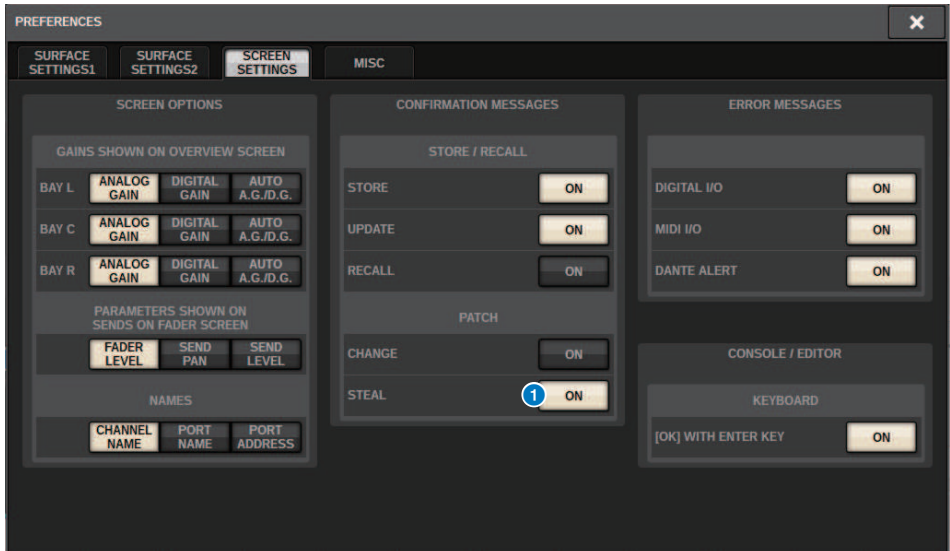 PREFERENCES
SURFACE
SETTINGS1
SURFACE
SETTINGS2
SCREEN
SETTINGS
MISC
SCREEN OPTIONS
GAINS SHOWN ON OVERVIEW SCREEN
BAY L
ANALOG
GAIN
DIGITAL
GAIN
AUTO
A.G./D.G.
BAY C
ANALOG
GAIN
DIGITAL
GAIN
AUTO
A.G./D.G.
BAY R
ANALOG
GAIN
DIGITAL
GAIN
AUTO
A.G./D.G.
PARAMETERS SHOWN ON
SENDS ON FADER SCREEN
FADER
LEVEL
SEND
PAN
SEND
LEVEL
NAMES
CHANNEL
NAME
PORT
NAME
PORT
ADDRESS
CONFIRMATION MESSAGES
STORE / RECALL
STORE ON
UPDATE ON
RECALL ON
PATCH
CHANGE ON
STEAL 1 ON
ERROR MESSAGES
DIGITAL I/O ON
MIDI I/O ON
DANTE ALERT ON
CONSOLE / EDITOR
KEYBOARD
[OK] WITH ENTER KEY ON